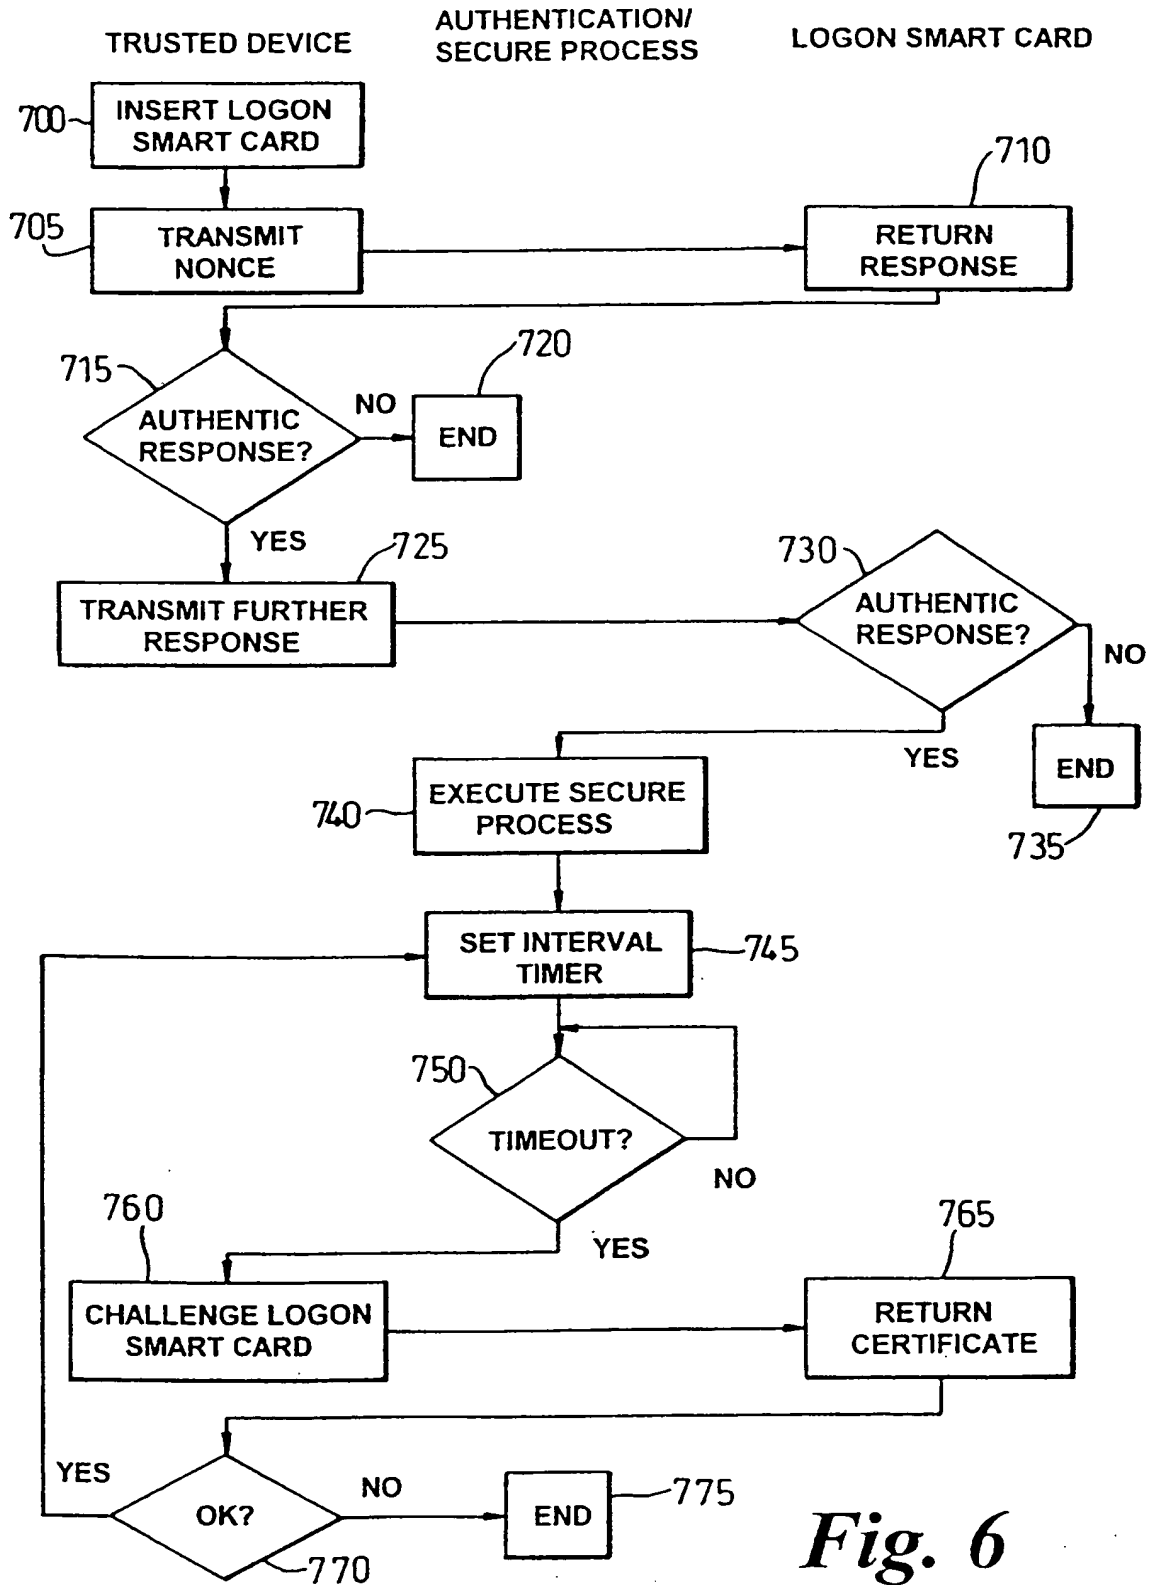 TRUSTED DEVICE
AUTHENTICATION/
SECURE PROCESS
LOGON SMART CARD
700
INSERT LOGON
SMART CARD
705
TRANSMIT
NONCE
710
RETURN
RESPONSE
715
AUTHENTIC
RESPONSE?
NO
720
END
YES
725
TRANSMIT FURTHER
RESPONSE
730
AUTHENTIC
RESPONSE?
NO
YES
END
735
740
EXECUTE SECURE
PROCESS
SET INTERVAL
TIMER
745
750
TIMEOUT?
NO
YES
760
CHALLENGE LOGON
SMART CARD
765
RETURN
CERTIFICATE
YES
OK?
NO
770
END
775
Fig. 6